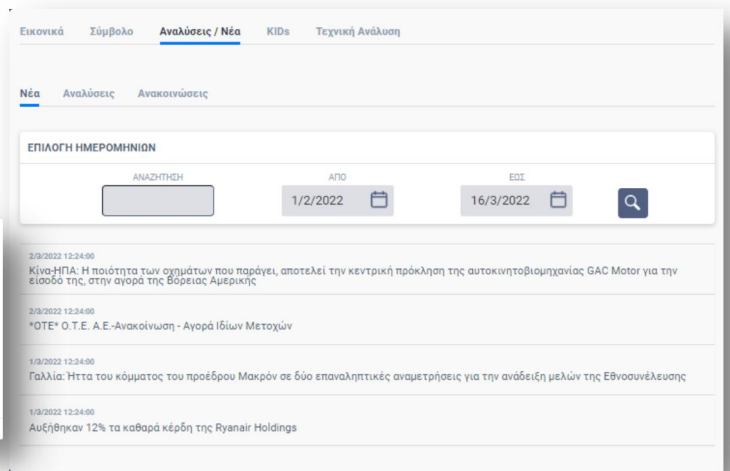 Εικονικά Σύμβολο Αναλύσεις / Νέα KIDs Τεχνική Ανάλυση
Νέα Αναλύσεις Ανακοινώσεις
ΕΠΙΛΟΓΗ ΗΜΕΡΟΜΗΝΙΩΝ
ΑΝΑΖΗΤΗΣΗ ΑΠΟ ΕΩΣ
1/2/2022 16/3/2022
2/3/2022 12:24:00
Κίνα-ΗΠΑ: Η ποιότητα των οχημάτων που παράγει, αποτελεί την κεντρική πρόκληση της αυτοκινητοβιομηχανίας GAC Motor για την
είσοδό της, στην αγορά της Βόρειας Αμερικής
2/3/2022 12:24:00
*ΟΤΕ* Ο.Τ.Ε. Α.Ε.-Ανακοίνωση - Αγορά Ιδίων Μετοχών
1/3/2022 12:24:00
Γαλλία: Ήττα του κόμματος του προέδρου Μακρόν σε δύο επαναληπτικές αναμετρήσεις για την ανάδειξη μελών της Εθνοσυνέλευσης
1/3/2022 12:24:00
Αυξήθηκαν 12% τα καθαρά κέρδη της Ryanair Holdings